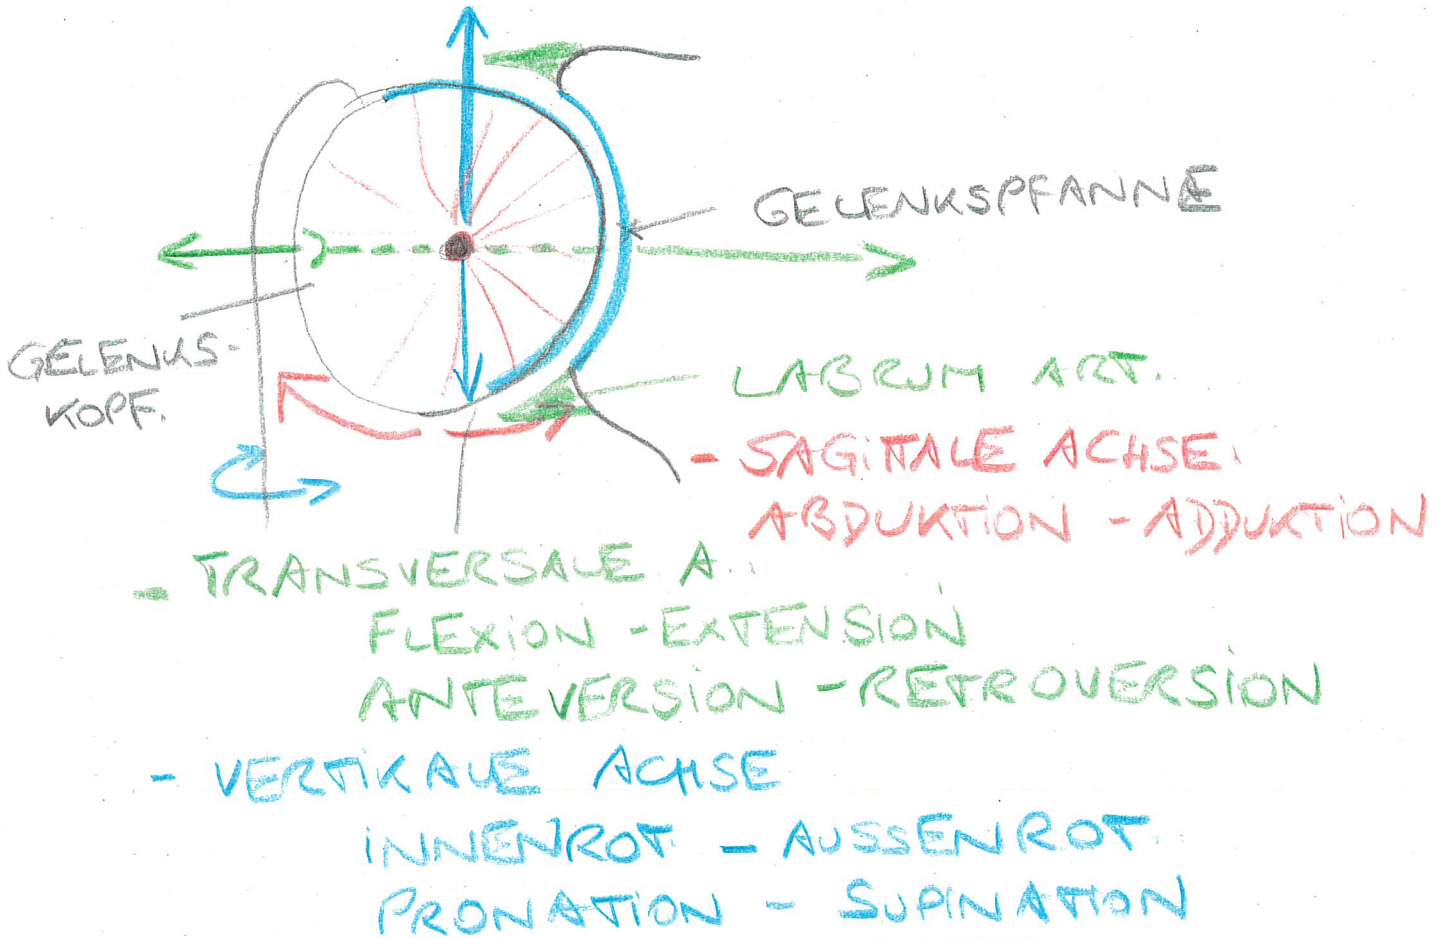 GELENKSPFANNE
GELENKS-
KOPF.
LABRUM ART.
- SAGITTALE ACHSE.
ABDUKTION - ADDUKTION
- TRANSVERSALE A..
FLEXION - EXTENSION
ANTEVERSION - RETROVERSION
- VERTIKALE ACHSE
INNENROT. - AUSSENROT.
PRONATION - SUPINATION